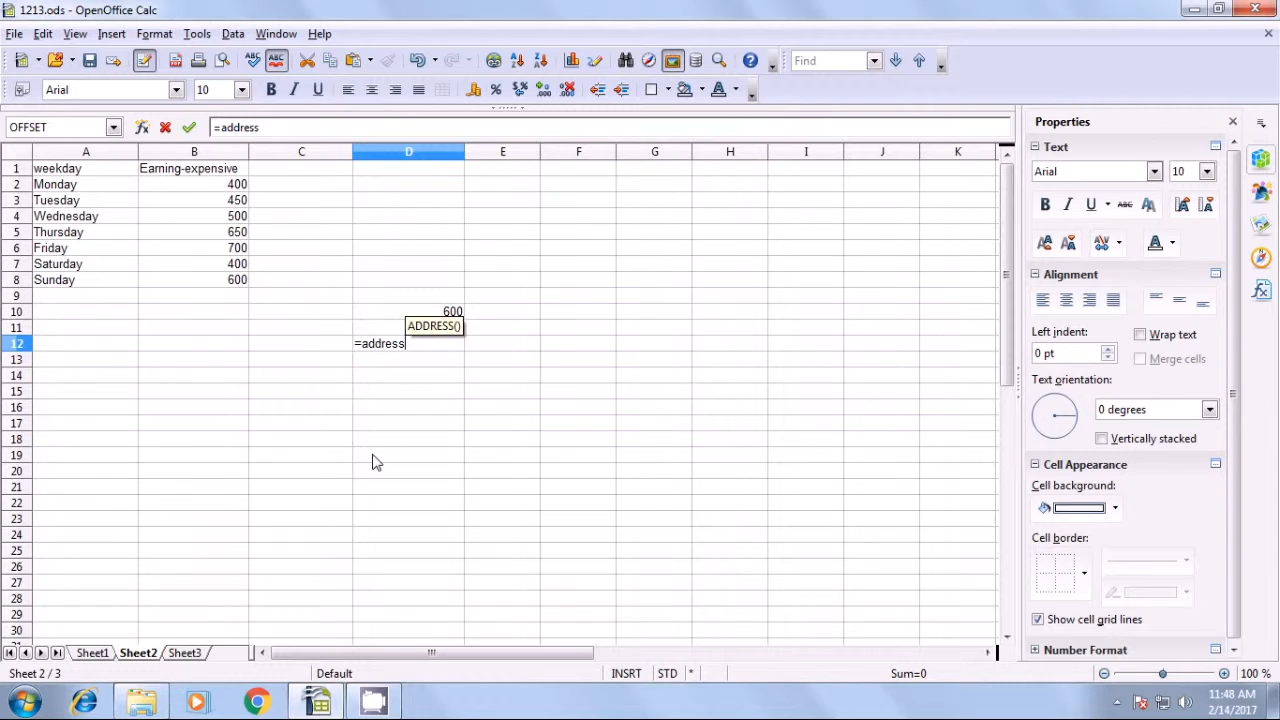 1213.ods - OpenOffice Calc
File Edit View Insert Format Tools Data Window Help
Find
Arial 10
OFFSET =address
A B C D E F G H I J K
1 weekday Earning-expensive
2 Monday 400
3 Tuesday 450
4 Wednesday 500
5 Thursday 650
6 Friday 700
7 Saturday 400
8 Sunday 600
9
10 600
11 ADDRESS()
12 =address
13
14
15
16
17
18
19
20
21
22
23
24
25
26
27
28
29
30
Sheet1 Sheet2 Sheet3
Sheet 2 / 3 Default INSRT STD * Sum=0 100 %
Properties
Text
Arial 10
Alignment
Left indent:
0 pt
Wrap text
Merge cells
Text orientation:
0 degrees
Vertically stacked
Cell Appearance
Cell background:
Cell border:
Show cell grid lines
Number Format
11:48 AM
2/14/2017